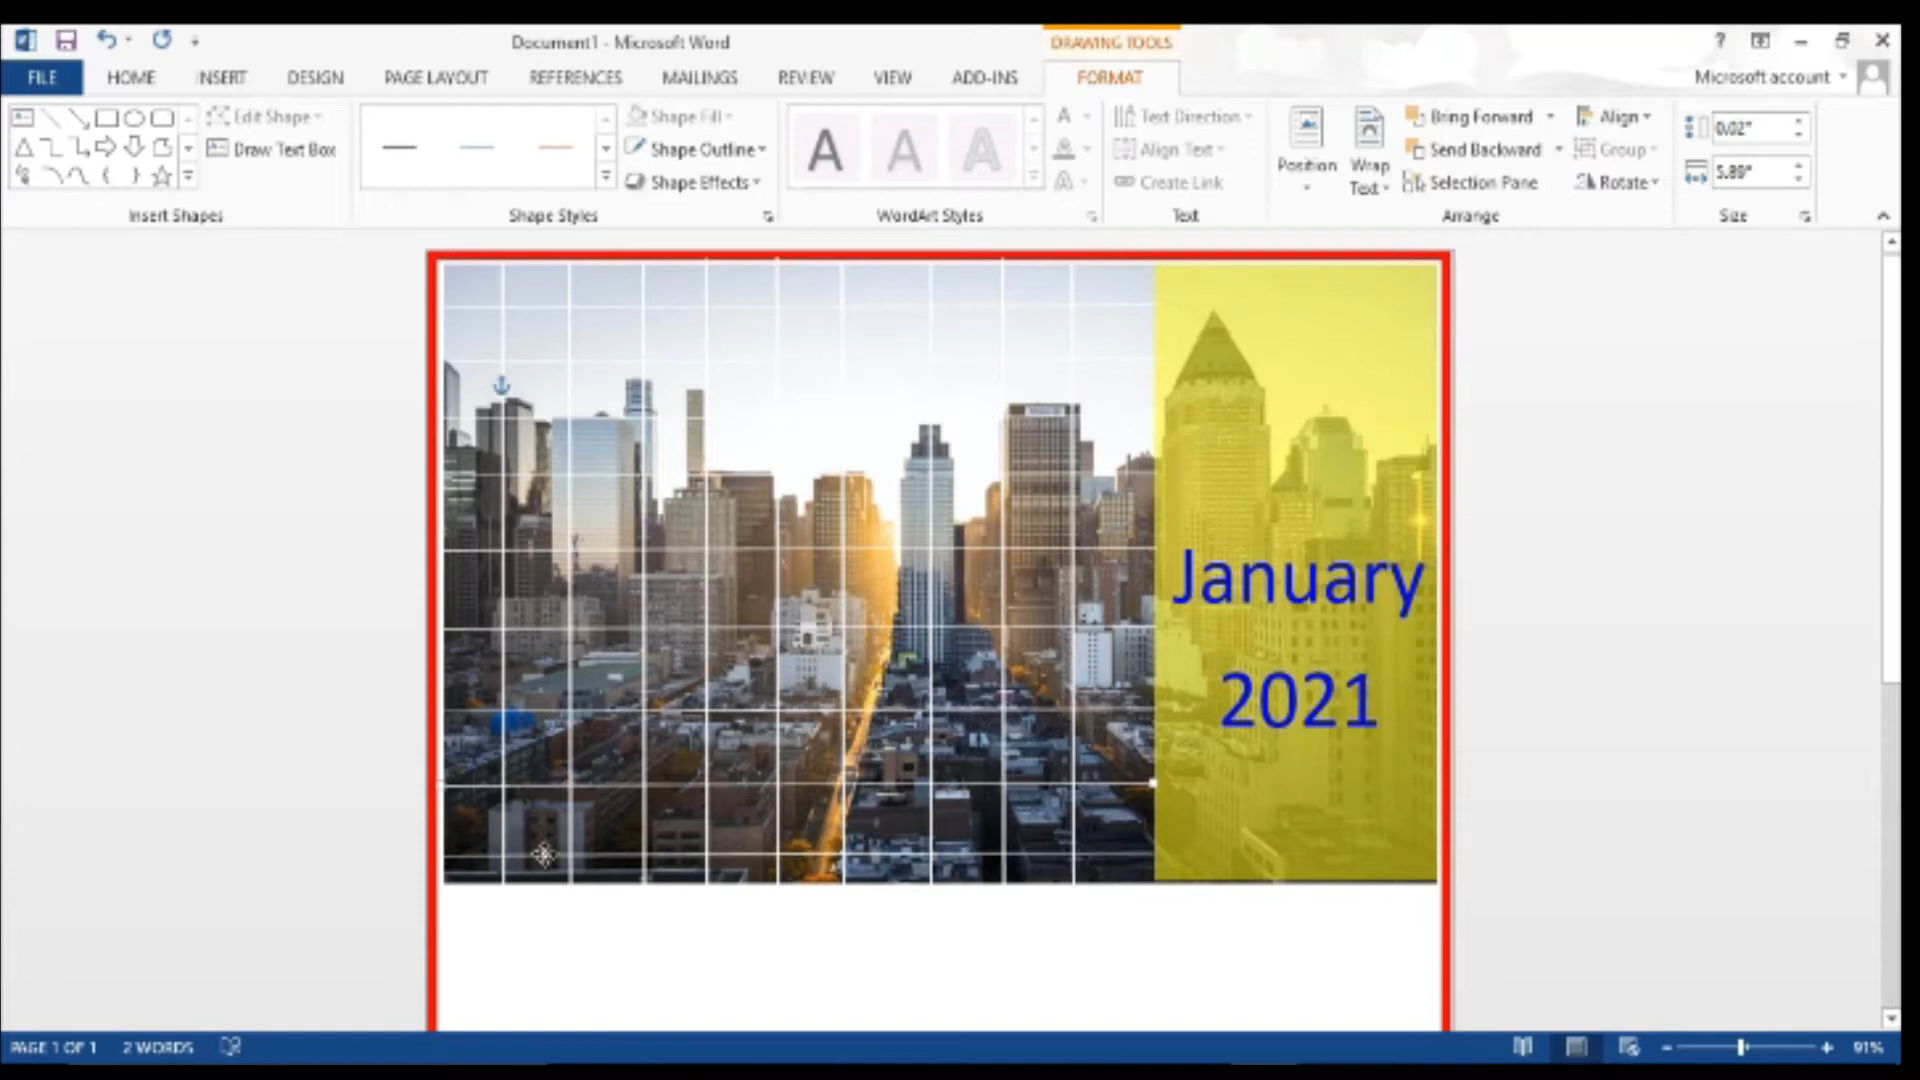 Document1 - Microsoft Word
DRAWING TOOLS
?
FILE
HOME
INSERT
DESIGN
PAGE LAYOUT
REFERENCES
MAILINGS
REVIEW
VIEW
ADD-INS
FORMAT
Microsoft account
Edit Shape
Draw Text Box
Insert Shapes
Shape Fill
Shape Outline
Shape Effects
Shape Styles
A A A
WordArt Styles
Text Direction
Align Text
Create Link
Text
Position
Wrap Text
Bring Forward
Send Backward
Selection Pane
Align
Group
Rotate
Arrange
0.02"
5.89"
Size
January
2021
PAGE 1 OF 1
2 WORDS
91%